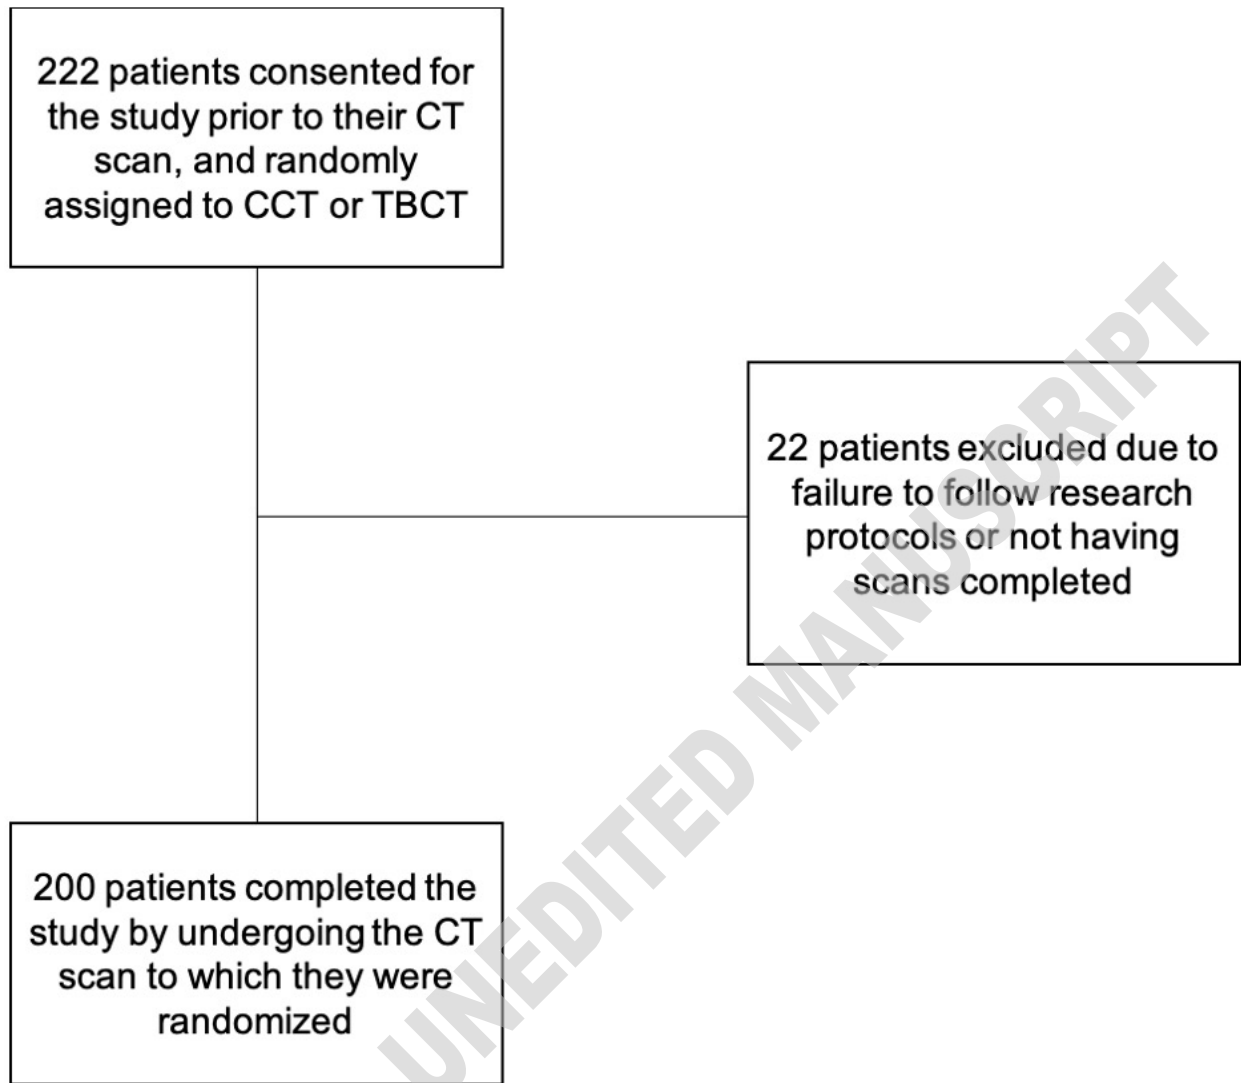 222 patients consented for
the study prior to their CT
scan, and randomly
assigned to CCT or TBCT
22 patients excluded due to
failure to follow research
protocols or not having
scans completed
200 patients completed the
study by undergoing the CT
scan to which they were
randomized
UNEDITED MANUSCRIPT